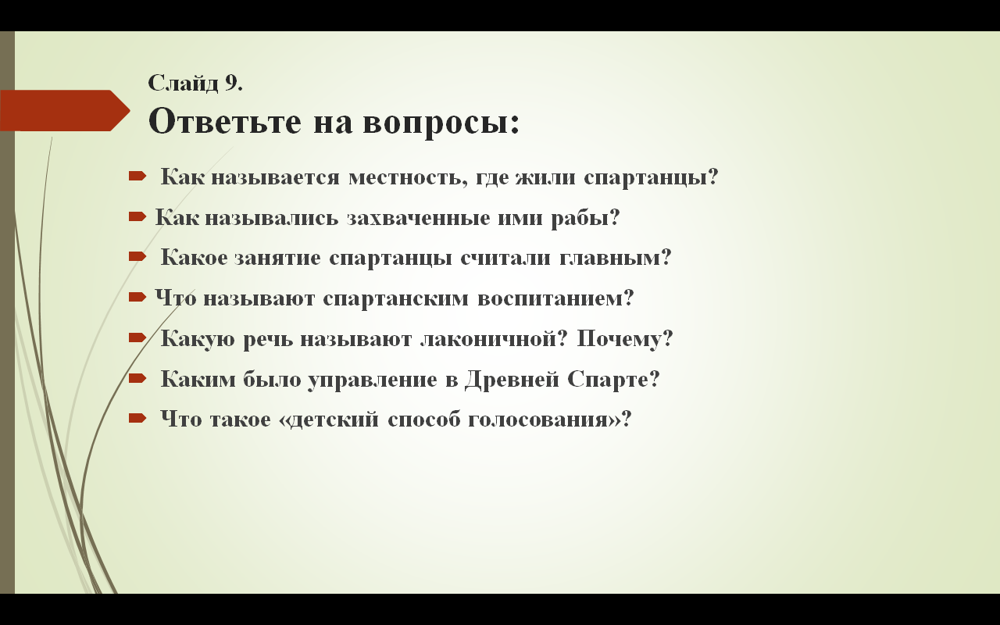 Слайд 9.
Ответьте на вопросы:
Как называется местность, где жили спартанцы?
Как назывались захваченные ими рабы?
Какое занятие спартанцы считали главным?
Что называют спартанским воспитанием?
Какую речь называют лаконичной? Почему?
Каким было управление в Древней Спарте?
Что такое «детский способ голосования»?